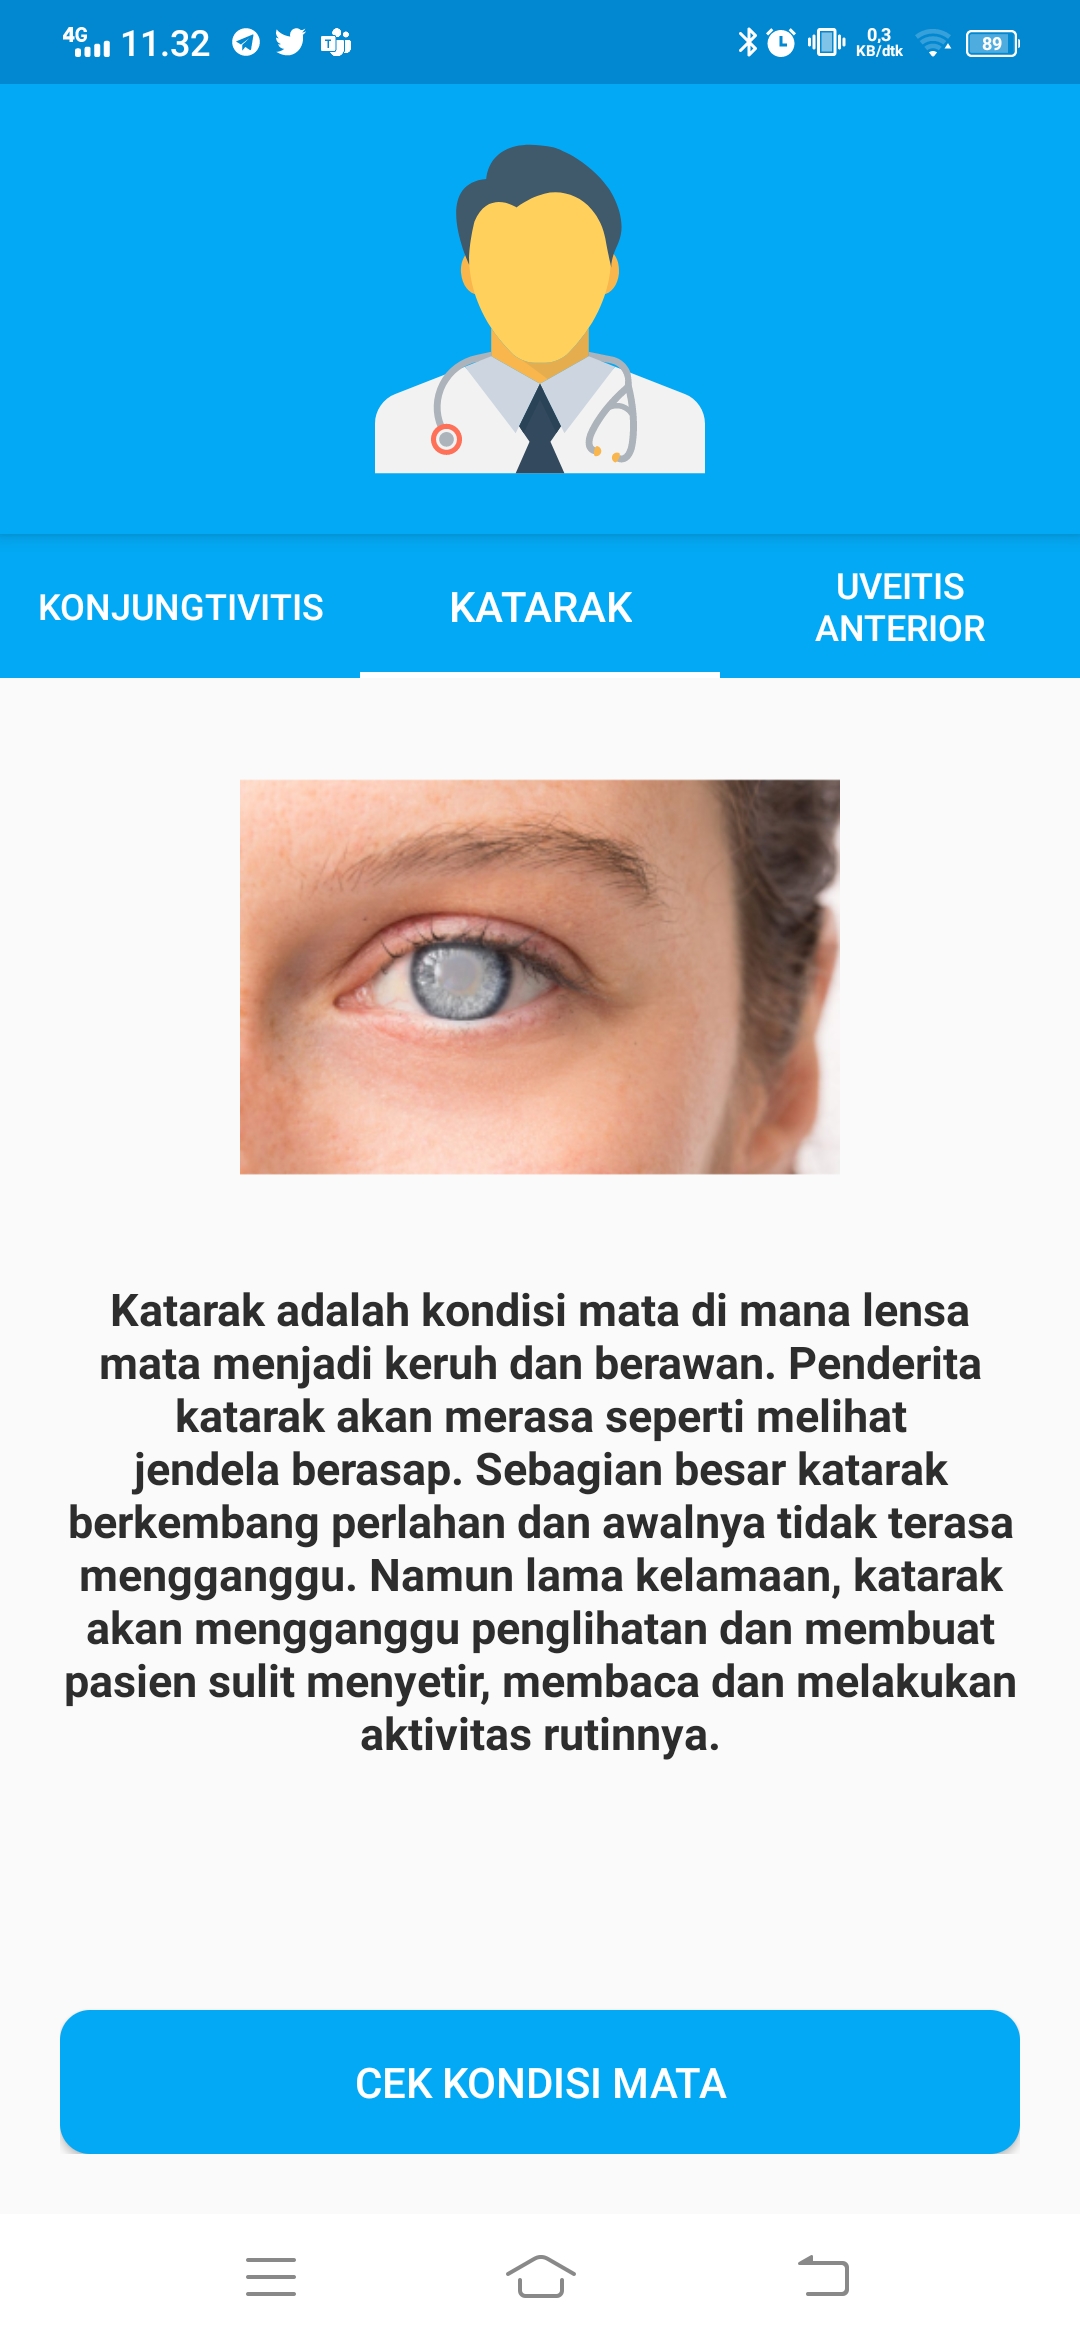 4G 11.32 0,3 KB/dtk 89
KONJUNGTIVITIS
KATARAK
UVEITIS
ANTERIOR
Katarak adalah kondisi mata di mana lensa
mata menjadi keruh dan berawan. Penderita
katarak akan merasa seperti melihat
jendela berasap. Sebagian besar katarak
berkembang perlahan dan awalnya tidak terasa
mengganggu. Namun lama kelamaan, katarak
akan mengganggu penglihatan dan membuat
pasien sulit menyetir, membaca dan melakukan
aktivitas rutinnya.
CEK KONDISI MATA